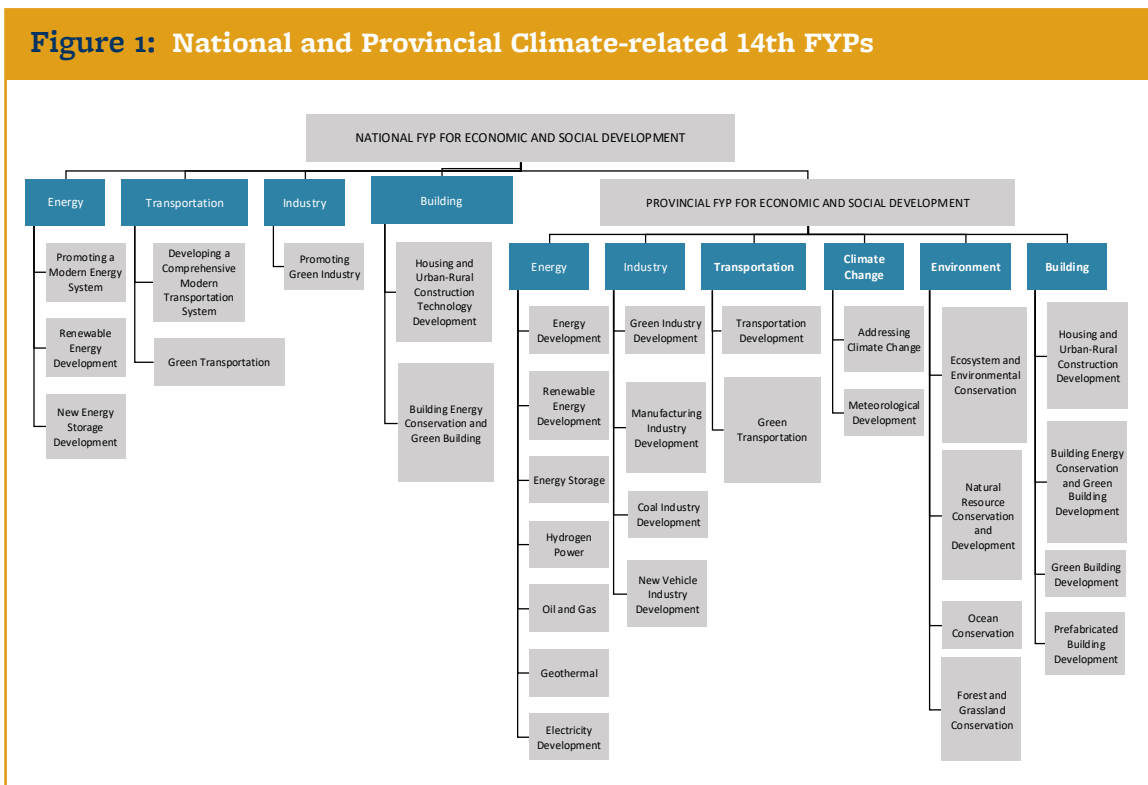 Figure 1: National and Provincial Climate-related 14th FYPs
NATIONAL FYP FOR ECONOMIC AND SOCIAL DEVELOPMENT
Energy
Promoting a
Modern Energy
System
Renewable
Energy
Development
New Energy
Storage
Development
Transportation
Developing a
Comprehensive
Modern
Transportation
System
Green Transportation
Industry
Promoting
Green Industry
Building
Housing and
Urban-Rural
Construction
Technology
Development
Building Energy
Conservation and
Green Building
PROVINCIAL FYP FOR ECONOMIC AND SOCIAL DEVELOPMENT
Energy
Energy
Development
Renewable
Energy
Development
Energy Storage
Hydrogen
Power
Oil and Gas
Geothermal
Electricity
Development
Industry
Green Industry
Development
Manufacturing
Industry
Development
Coal Industry
Development
New Vehicle
Industry
Development
Transportation
Transportation
Development
Green
Transportation
Climate
Change
Addressing
Climate Change
Meteorological
Development
Environment
Ecosystem and
Environmental
Conservation
Natural
Resource
Conservation
and
Development
Ocean
Conservation
Forest and
Grassland
Conservation
Building
Housing and
Urban-Rural
Construction
Development
Building Energy
Conservation
and Green
Building
Development
Green Building
Development
Prefabricated
Building
Development